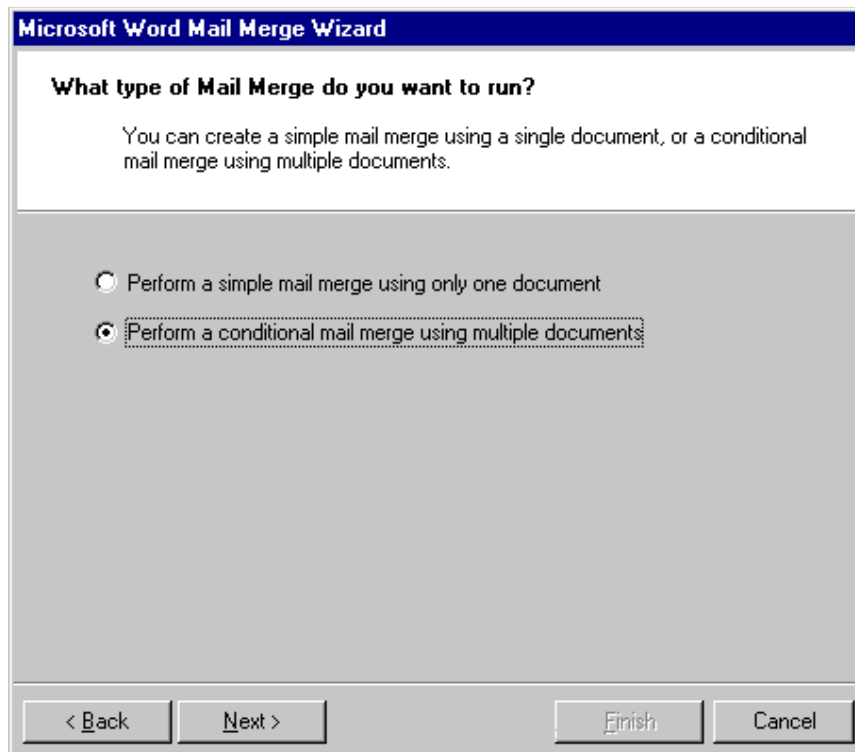 Microsoft Word Mail Merge Wizard
What type of Mail Merge do you want to run?
You can create a simple mail merge using a single document, or a conditional
mail merge using multiple documents.
Perform a simple mail merge using only one document
Perform a conditional mail merge using multiple documents
< Back Next > Finish Cancel